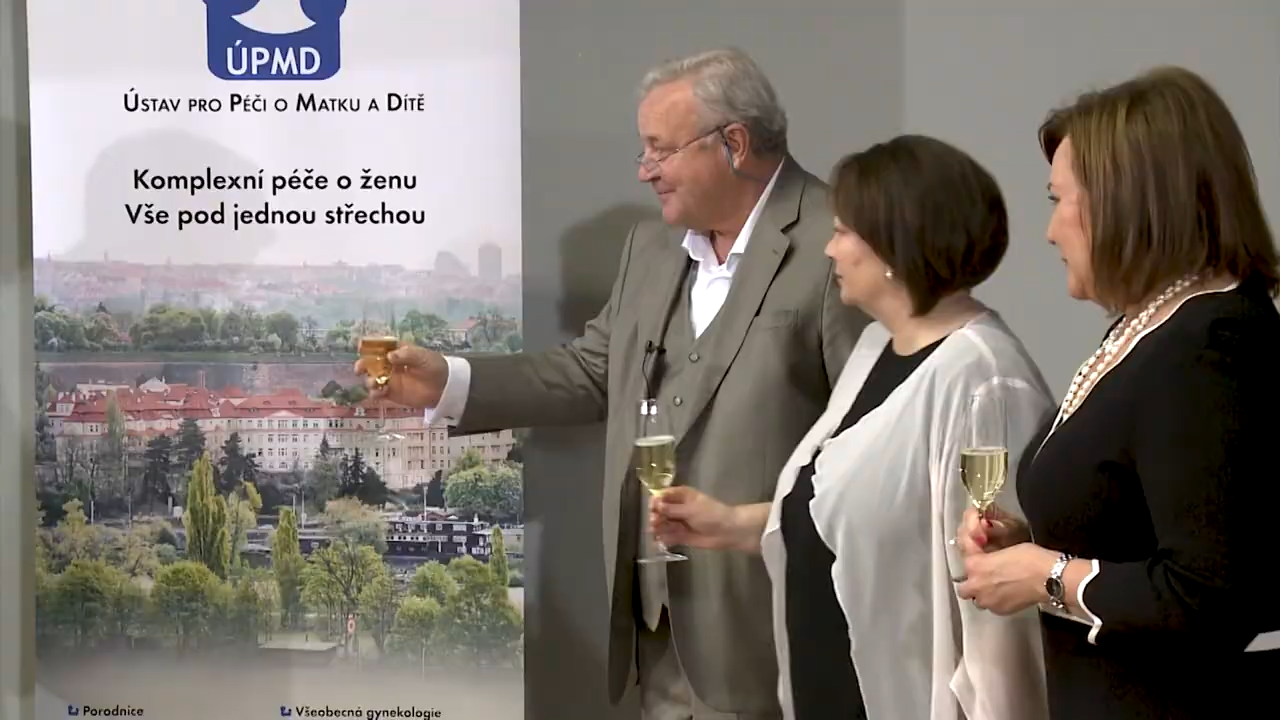 ÚPMD
Ústav pro Péči o Matku a Dítě
Komplexní péče o ženu
Vše pod jednou střechou
Porodnice
Všeobecná gynekologie